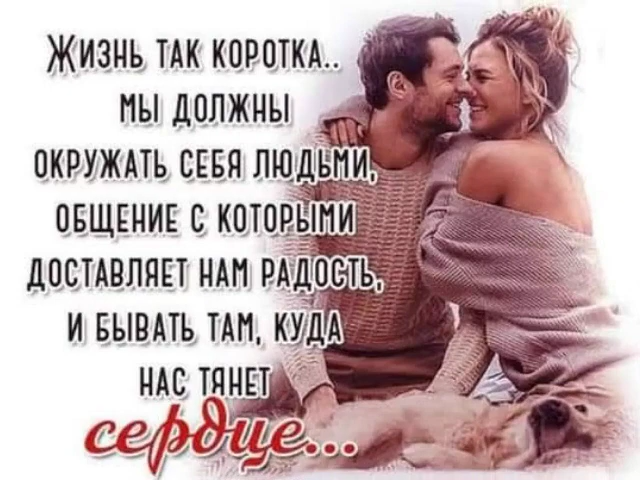 Жизнь так коротка..
мы должны
окружать себя людьми,
общение с которыми
доставляет нам радость,
и бывать там, куда
нас тянет
сердце...